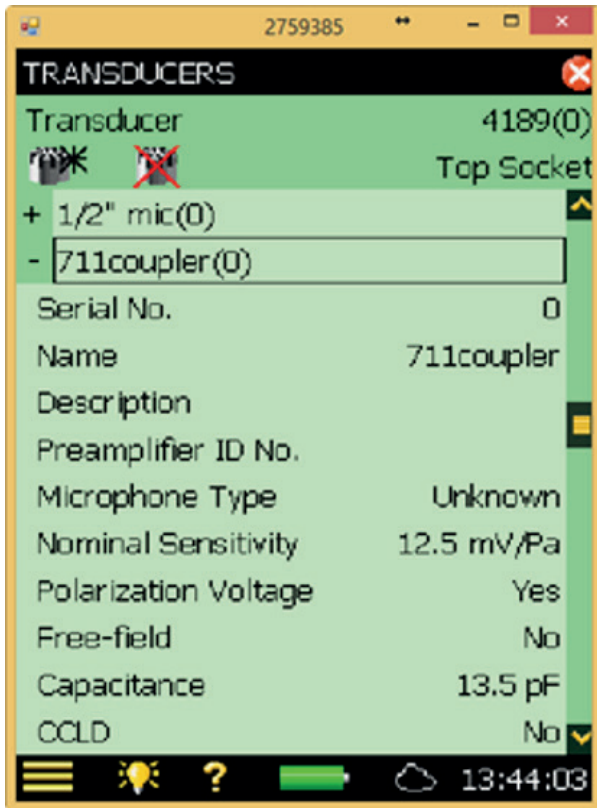 2759385
TRANSDUCERS
Transducer 4189(0)
Top Socket
+ 1/2" mic(0)
- 711coupler(0)
Serial No. 0
Name 711coupler
Description
Preamplifier ID No.
Microphone Type Unknown
Nominal Sensitivity 12.5 mV/Pa
Polarization Voltage Yes
Free-field No
Capacitance 13.5 pF
CCLD No
? 13:44:03